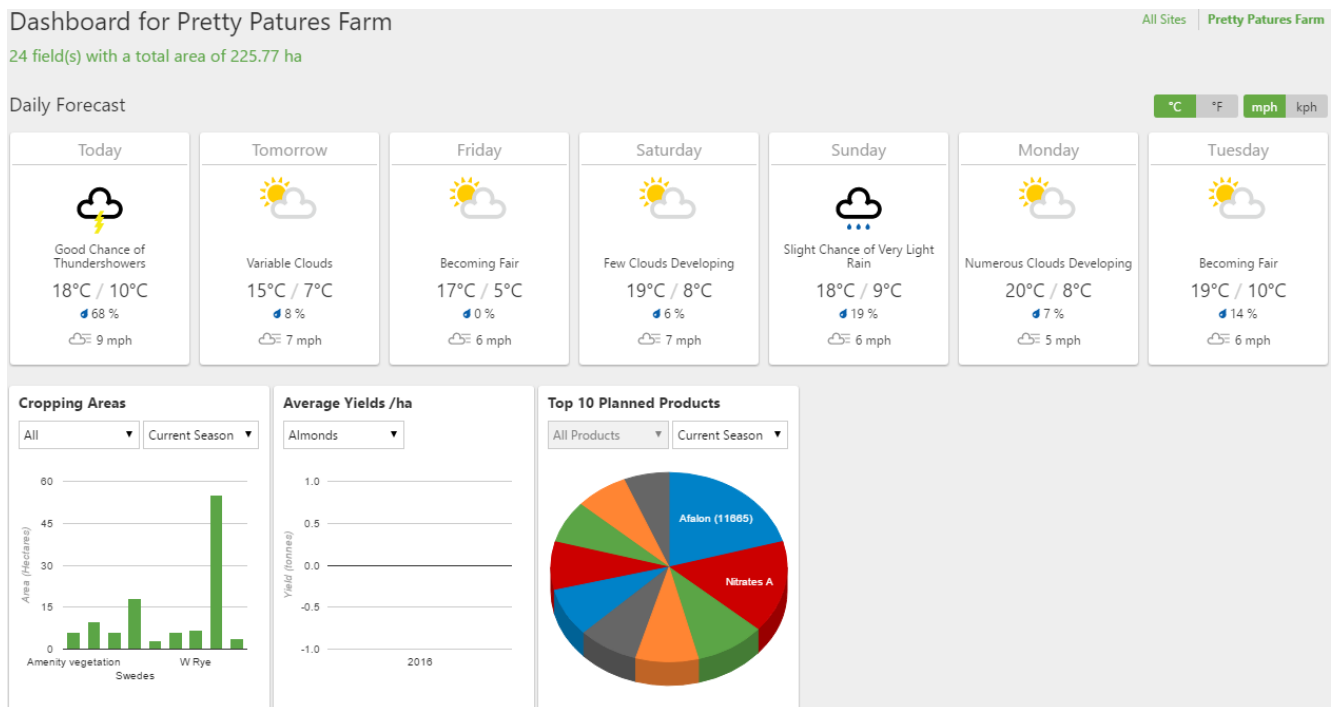 Dashboard for Pretty Patures Farm
All Sites
Pretty Patures Farm
24 field(s) with a total area of 225.77 ha
Daily Forecast
°C °F mph kph
Today
Good Chance of
Thundershowers
18°C / 10°C
68 %
9 mph
Tomorrow
Variable Clouds
15°C / 7°C
8 %
7 mph
Friday
Becoming Fair
17°C / 5°C
0 %
6 mph
Saturday
Few Clouds Developing
19°C / 8°C
6 %
7 mph
Sunday
Slight Chance of Very Light
Rain
18°C / 9°C
19 %
6 mph
Monday
Numerous Clouds Developing
20°C / 8°C
7 %
5 mph
Tuesday
Becoming Fair
19°C / 10°C
14 %
6 mph
Cropping Areas
All
Current Season
Area (Hectares)
60
45
30
15
0
Amenity vegetation
Swedes
W Rye
Average Yields /ha
Almonds
Yield (tonnes)
1.0
0.5
0.0
-0.5
-1.0
2016
Top 10 Planned Products
All Products
Current Season
Afalon (11665)
Nitrates A